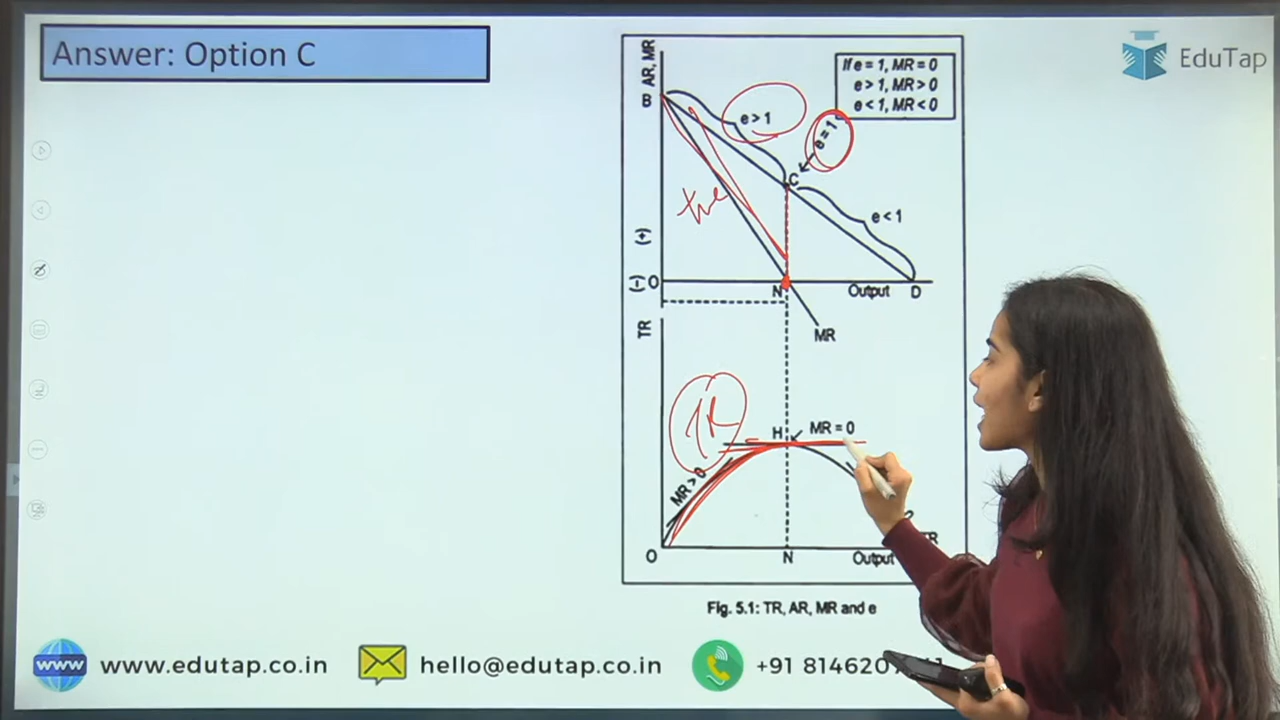 Answer: Option C
EduTap
AR, MR
B
If e = 1, MR = 0
e > 1, MR > 0
e < 1, MR < 0
e > 1
e = 1
C
+ve
e < 1
(+)
(-)
O
N
Output
D
MR
TR
TR
H
MR = 0
MR > 0
O
N
Output
Fig. 5.1: TR, AR, MR and e
www.edutap.co.in
hello@edutap.co.in
+91 814620